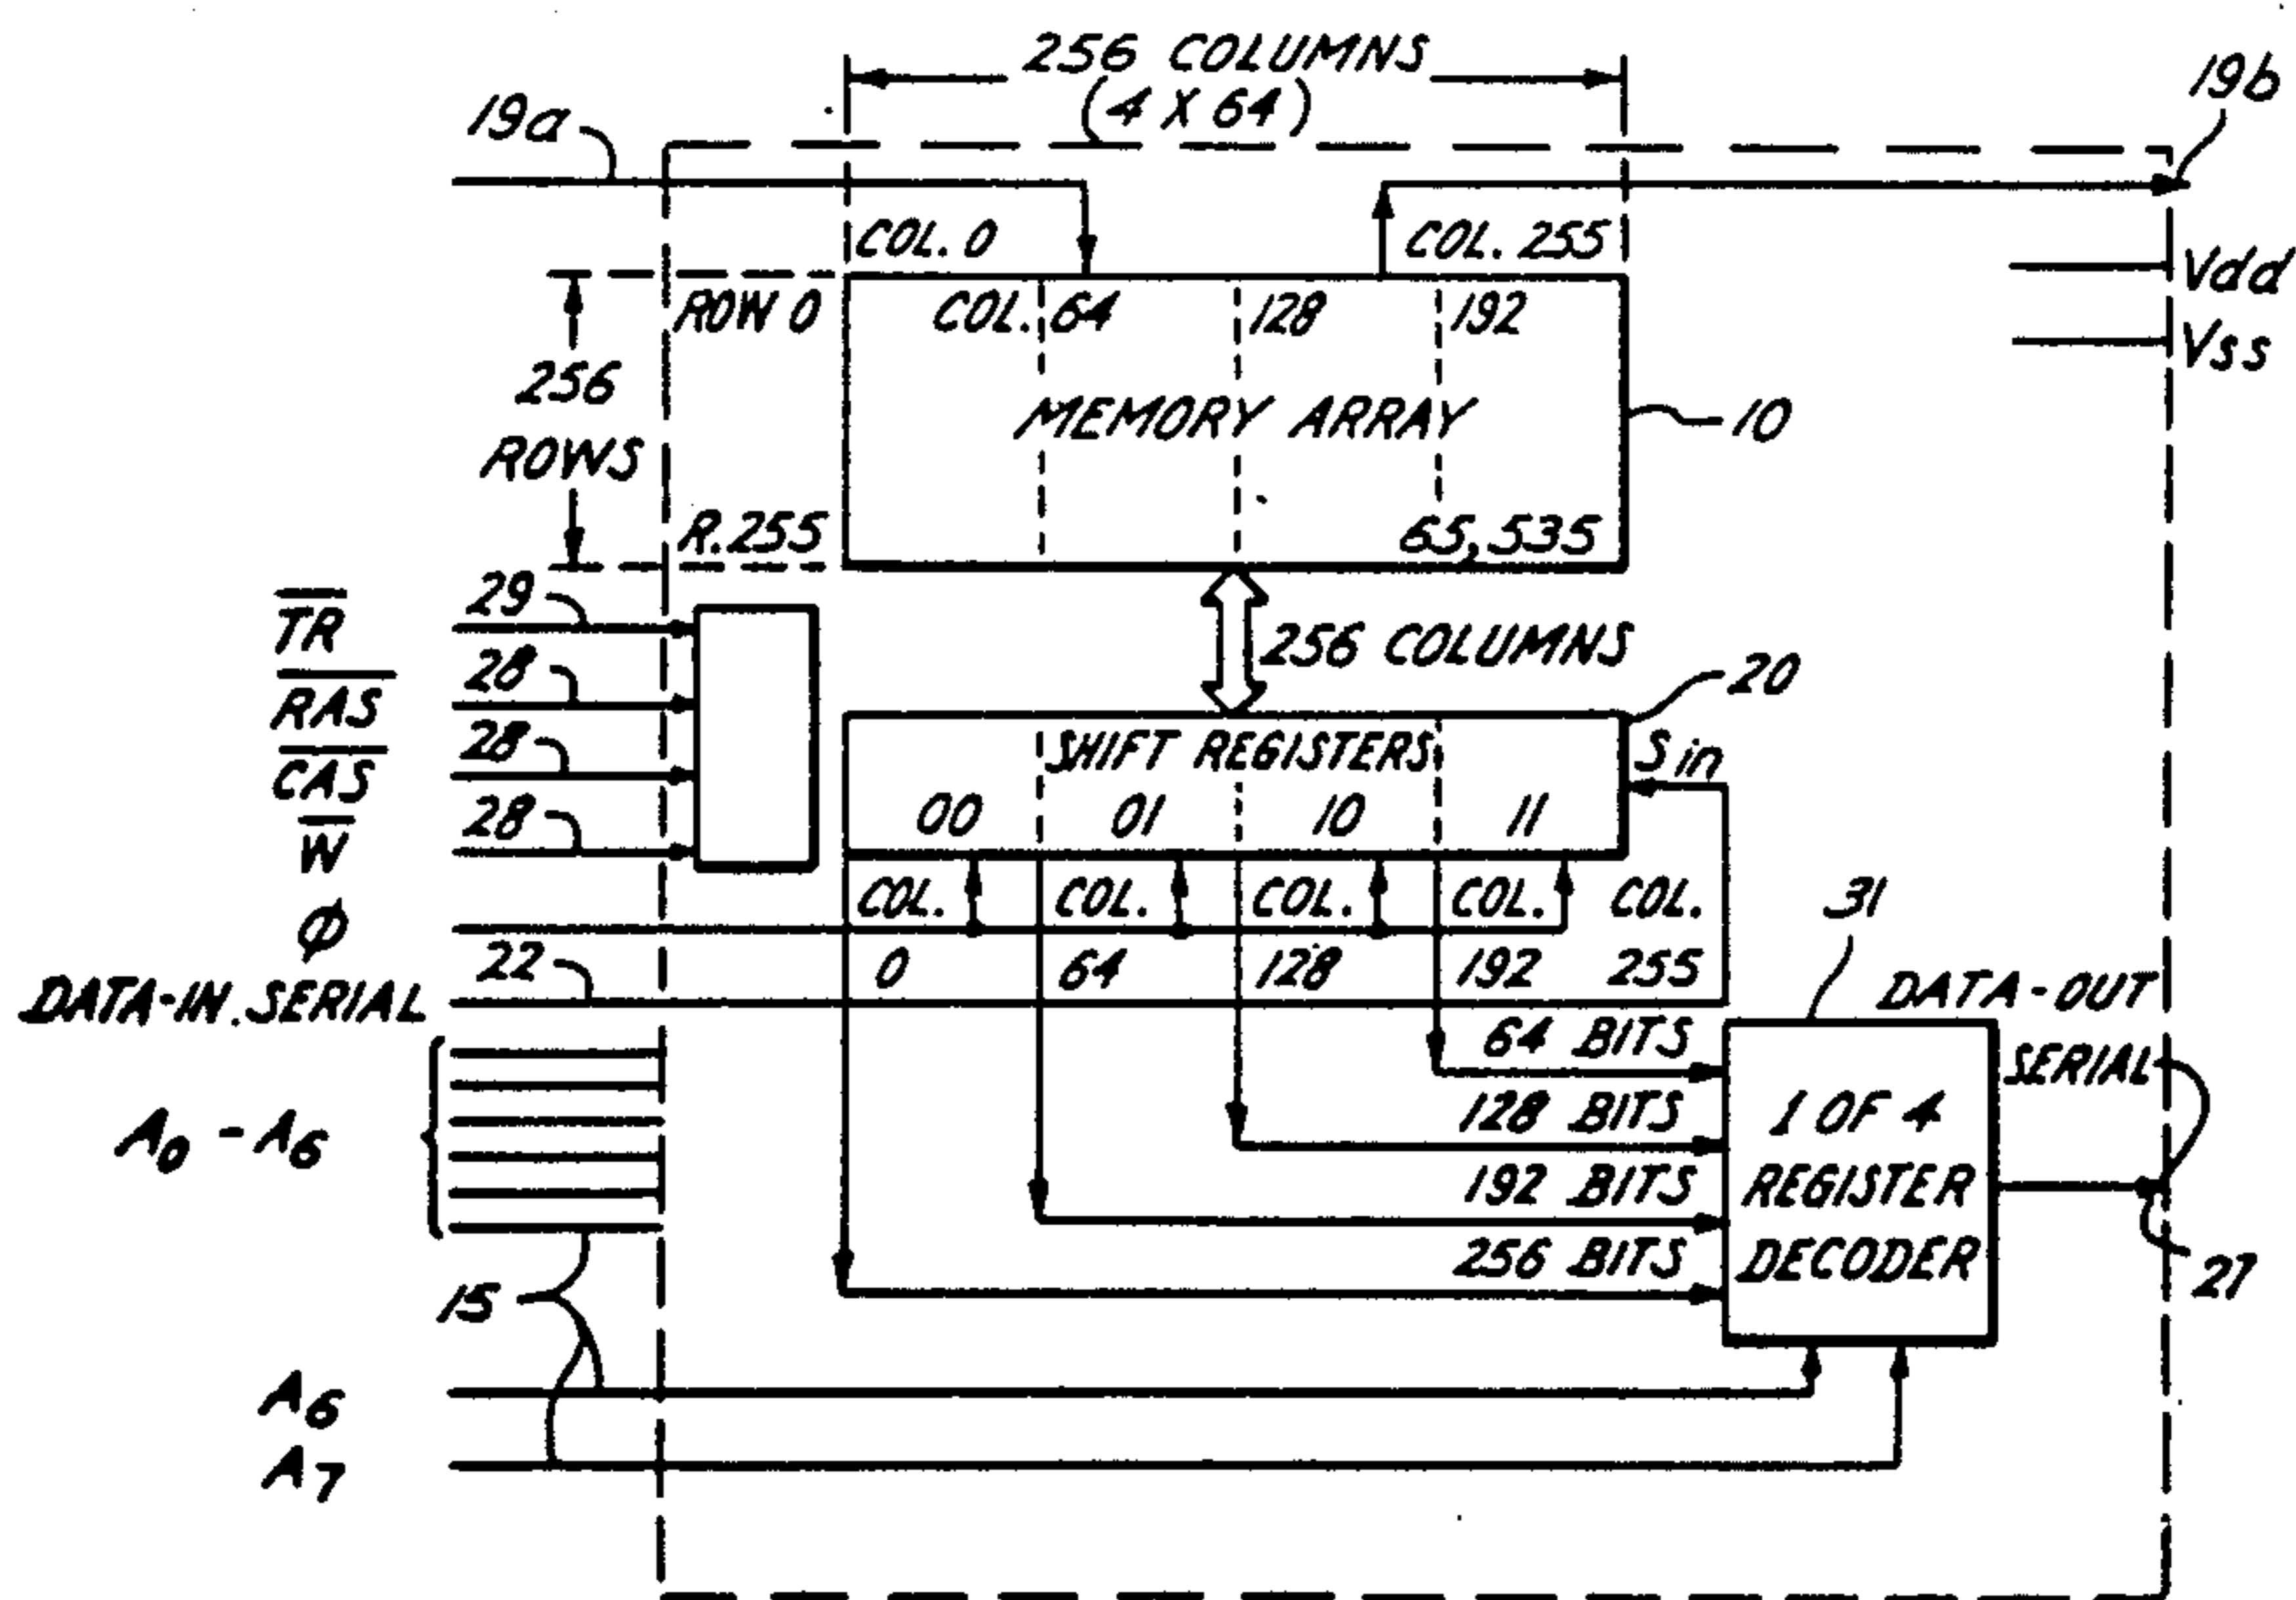 256 COLUMNS
(4 X 64)
19a
19b
COL. 0
COL. 255
Vdd
Vss
ROW 0
COL. 64
128
192
256
ROWS
MEMORY ARRAY
10
R.255
65,535
TR
29
RAS
28
CAS
28
W
28
256 COLUMNS
20
SHIFT REGISTERS
Sin
00
01
10
11
COL.
COL.
COL.
COL.
COL.
φ
0
64
128
192
255
22
DATA-IN.SERIAL
31
DATA-OUT
SERIAL
64 BITS
128 BITS
192 BITS
256 BITS
1 OF 4
REGISTER
DECODER
27
A0 - A6
15
A6
A7